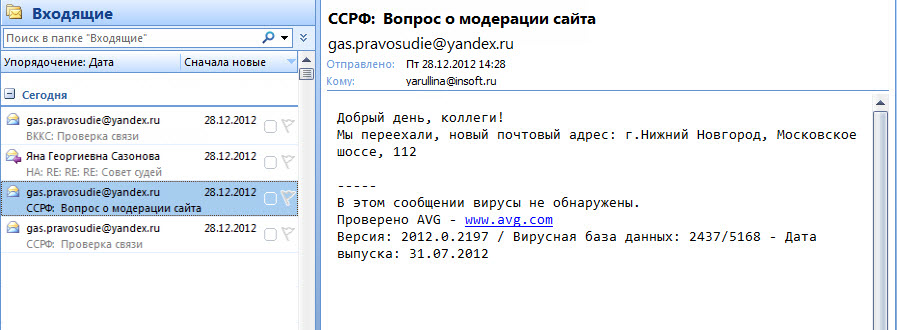 Входящие
Поиск в папке "Входящие"
Упорядочение: Дата Сначала новые
Сегодня
gas.pravosudie@yandex.ru 28.12.2012
ВККС: Проверка связи
Яна Георгиевна Сазонова 28.12.2012
HA: RE: RE: RE: Совет судей
gas.pravosudie@yandex.ru 28.12.2012
ССРФ: Вопрос о модерации сайта
gas.pravosudie@yandex.ru 28.12.2012
ССРФ: Проверка связи
ССРФ: Вопрос о модерации сайта
gas.pravosudie@yandex.ru
Отправлено: Пт 28.12.2012 14:28
Кому: yarullina@insoft.ru
Добрый день, коллеги!
Мы переехали, новый почтовый адрес: г.Нижний Новгород, Московское
шоссе, 112
-----
В этом сообщении вирусы не обнаружены.
Проверено AVG - www.avg.com
Версия: 2012.0.2197 / Вирусная база данных: 2437/5168 - Дата
выпуска: 31.07.2012